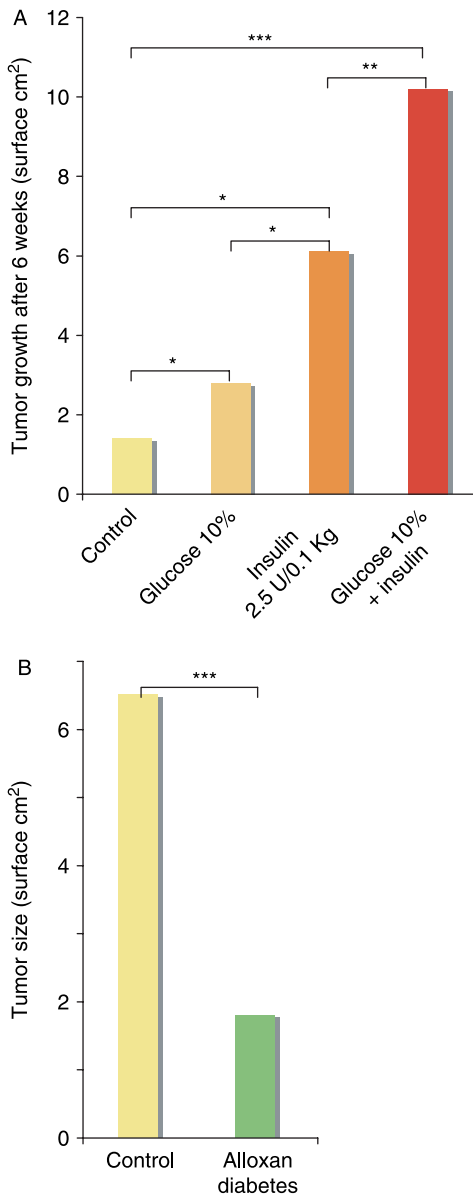 A
Tumor growth after 6 weeks (surface cm²)
12
10
8
6
4
2
0
***
**
*
*
*
Control
Glucose 10%
Insulin
2.5 U/0.1 Kg
Glucose 10%
+ insulin
B
Tumor size (surface cm²)
6
4
2
0
***
Control
Alloxan
diabetes